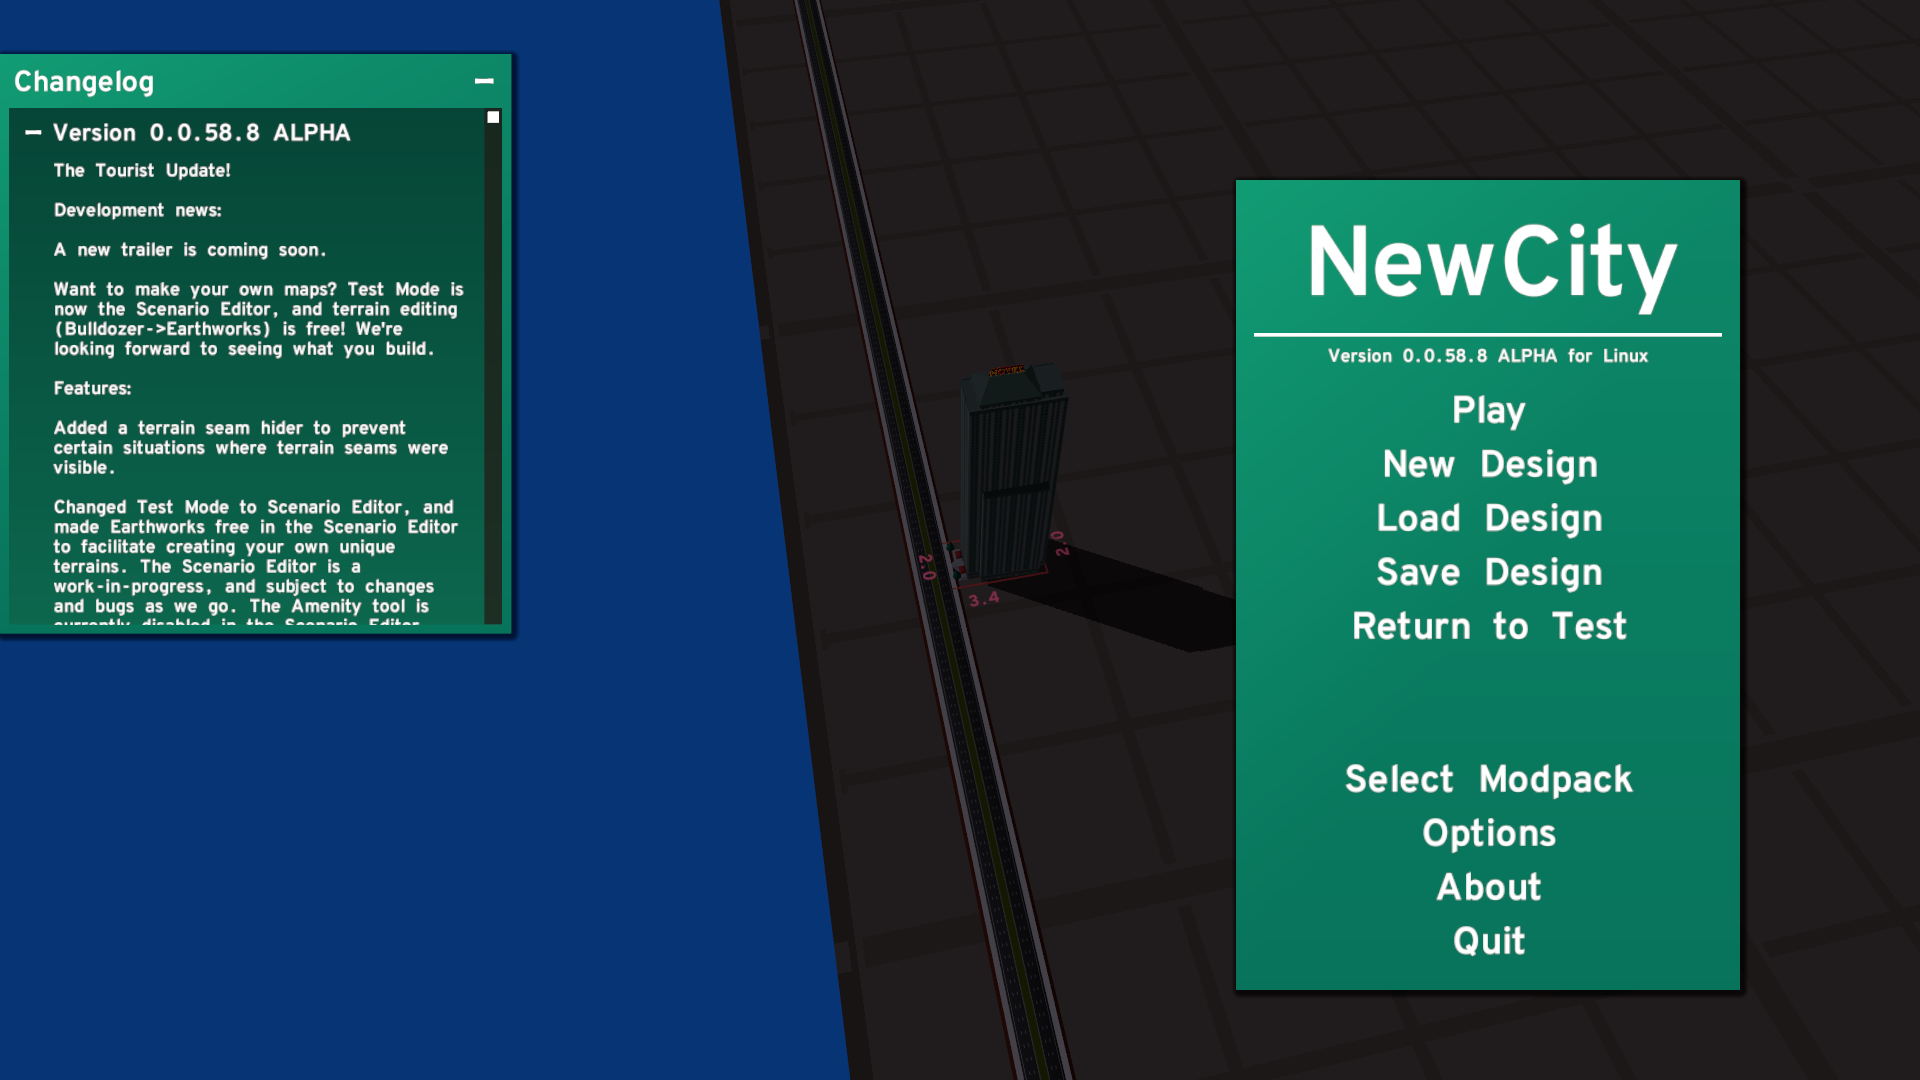 Changelog
Version 0.0.58.8 ALPHA
The Tourist Update!
Development news:
A new trailer is coming soon.
Want to make your own maps? Test Mode is
now the Scenario Editor, and terrain editing
(Bulldozer->Earthworks) is free! We're
looking forward to seeing what you build.
Features:
Added a terrain seam hider to prevent
certain situations where terrain seams were
visible.
Changed Test Mode to Scenario Editor, and
made Earthworks free in the Scenario Editor
to facilitate creating your own unique
terrains. The Scenario Editor is a
work-in-progress, and subject to changes
and bugs as we go. The Amenity tool is
currently disabled in the Scenario Editor
2.0
3.4
2.0
NewCity
Version 0.0.58.8 ALPHA for Linux
Play
New Design
Load Design
Save Design
Return to Test
Select Modpack
Options
About
Quit